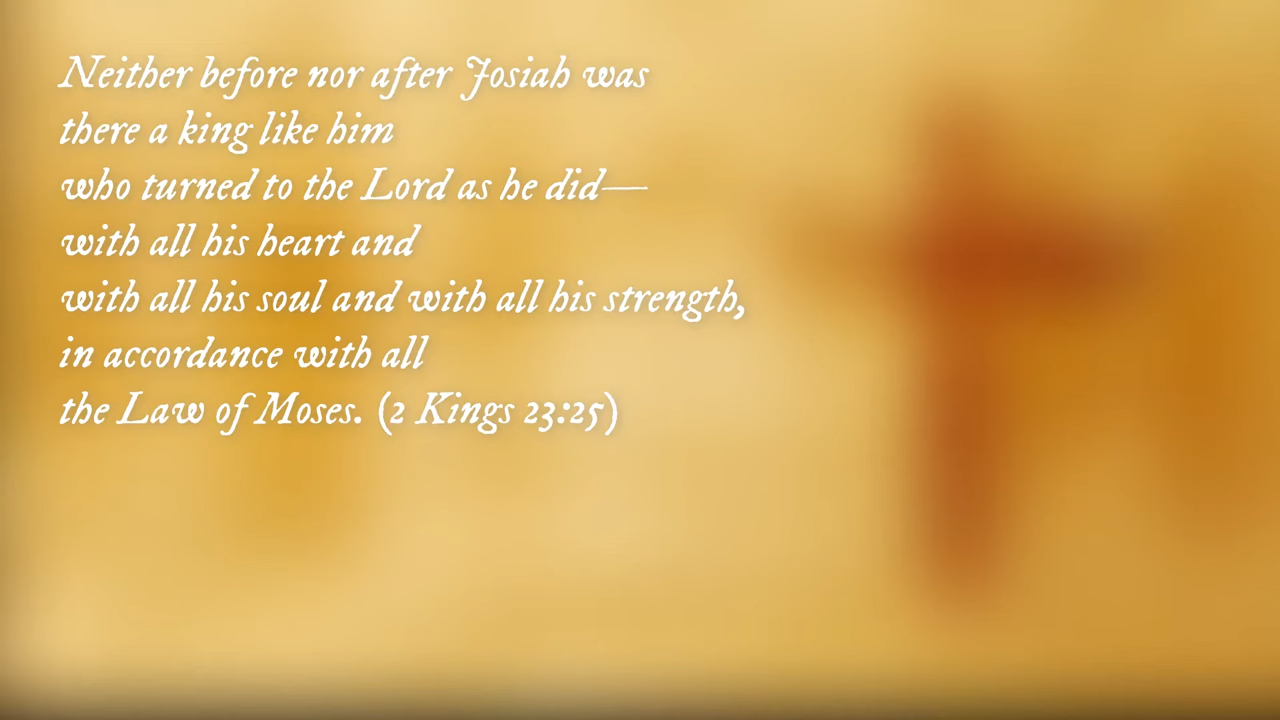 Neither before nor after Josiah was
there a king like him
who turned to the Lord as he did—
with all his heart and
with all his soul and with all his strength,
in accordance with all
the Law of Moses. (2 Kings 23:25)